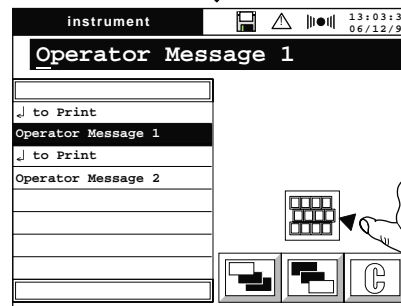 instrument
13:03:3
06/12/9
Operator Message 1
↵ to Print
Operator Message 1
↵ to Print
Operator Message 2
C